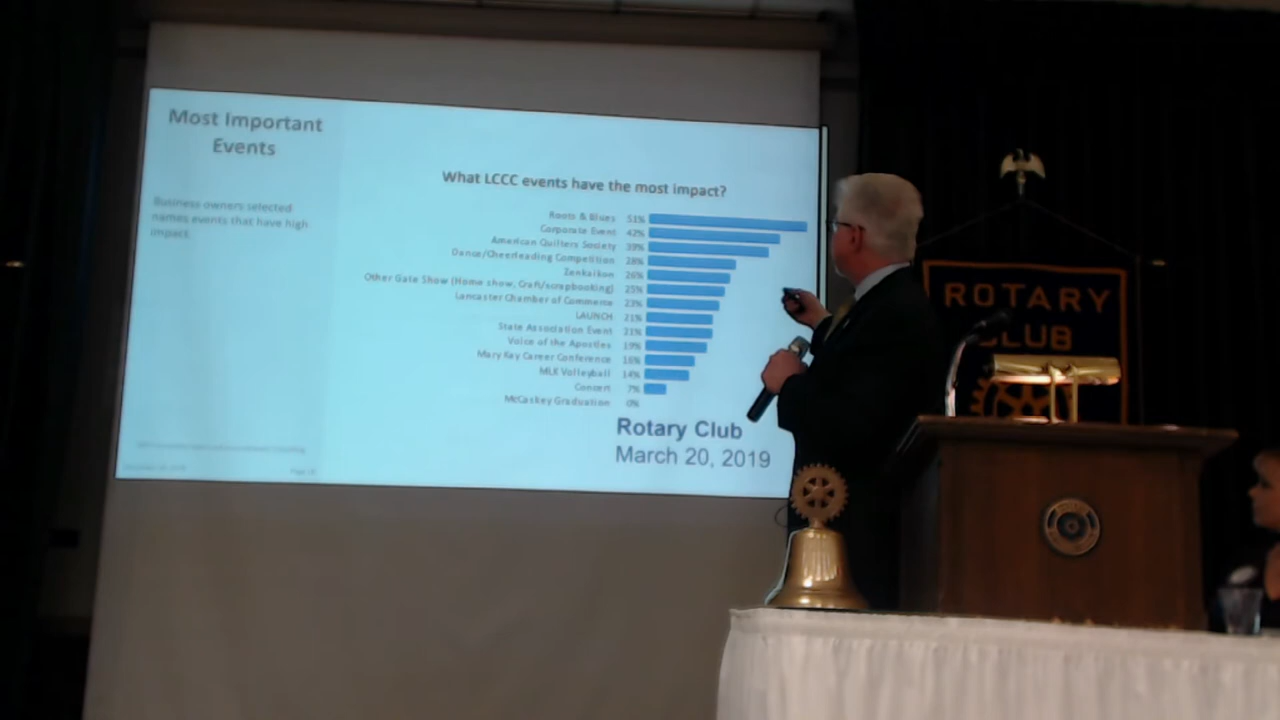 Most Important
Events
Business owners selected
names events that have high
impact.
What LCCC events have the most impact?
Roots & Blues 51%
Corporate Event 42%
American Quilters Society 39%
Dance/Cheerleading Competition 28%
Zenkaikon 26%
Other Gate Show (Home show, Craft/scrapbooking) 25%
Lancaster Chamber of Commerce 23%
LAUNCH 21%
State Association Event 21%
Voice of the Apostles 19%
Mary Kay Career Conference 16%
MLK Volleyball 14%
Concert 7%
McCaskey Graduation 0%
Rotary Club
March 20, 2019
ROTARY
CLUB